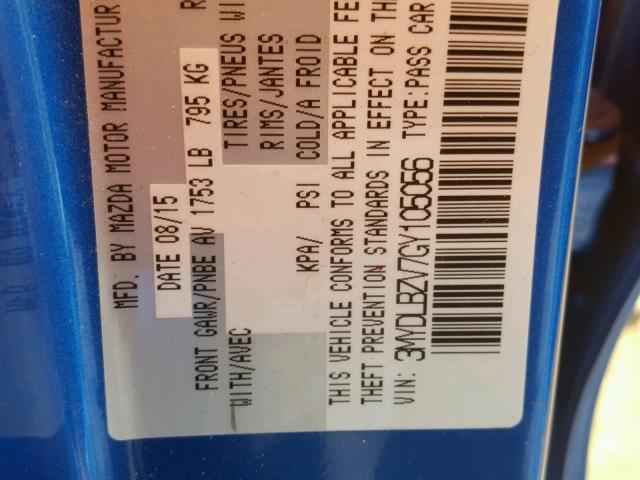 MFD. BY MAZDA MOTOR MANUFACTUR
DATE 08/15 R
FRONT GAWR/PNBE AV 1753 LB 795 KG
WITH/AVEC TIRES/PNEUS WI
RIMS/JANTES
KPA/ PSI COLD/A FROID
THIS VEHICLE CONFORMS TO ALL APPLICABLE FE
THEFT PREVENTION STANDARDS IN EFFECT ON TH
VIN: 3MYDLBZV7GY105056 TYPE:PASS CAR